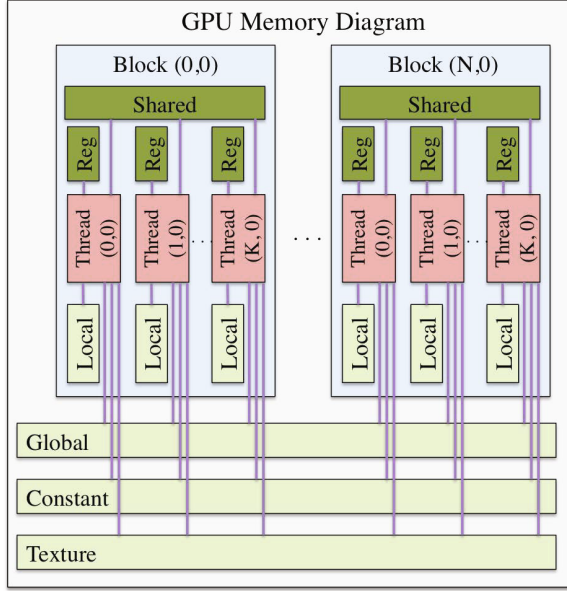 GPU Memory Diagram
Block (0,0)
Shared
Reg
Reg
Reg
Thread
(0,0)
Thread
(1,0)
. . .
Thread
(K, 0)
Local
Local
Local
. . .
Block (N,0)
Shared
Reg
Reg
Reg
Thread
(0,0)
Thread
(1,0)
. . .
Thread
(K, 0)
Local
Local
Local
Global
Constant
Texture